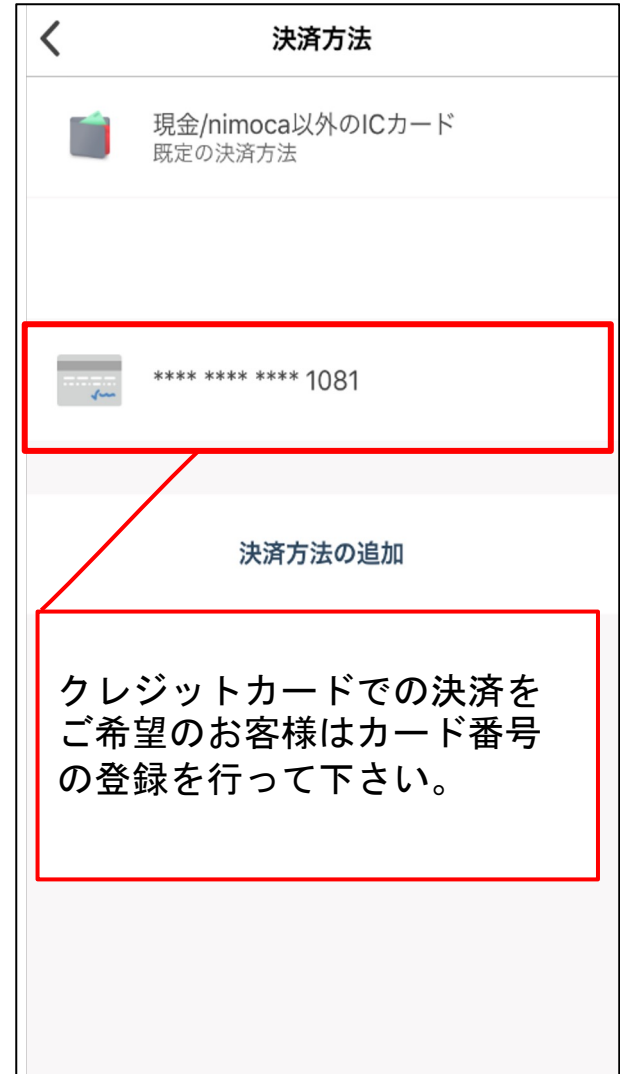 決済方法
現金/nimoca以外のICカード
既定の決済方法
**** **** **** 1081
決済方法の追加
クレジットカードでの決済を
ご希望のお客様はカード番号
の登録を行って下さい。